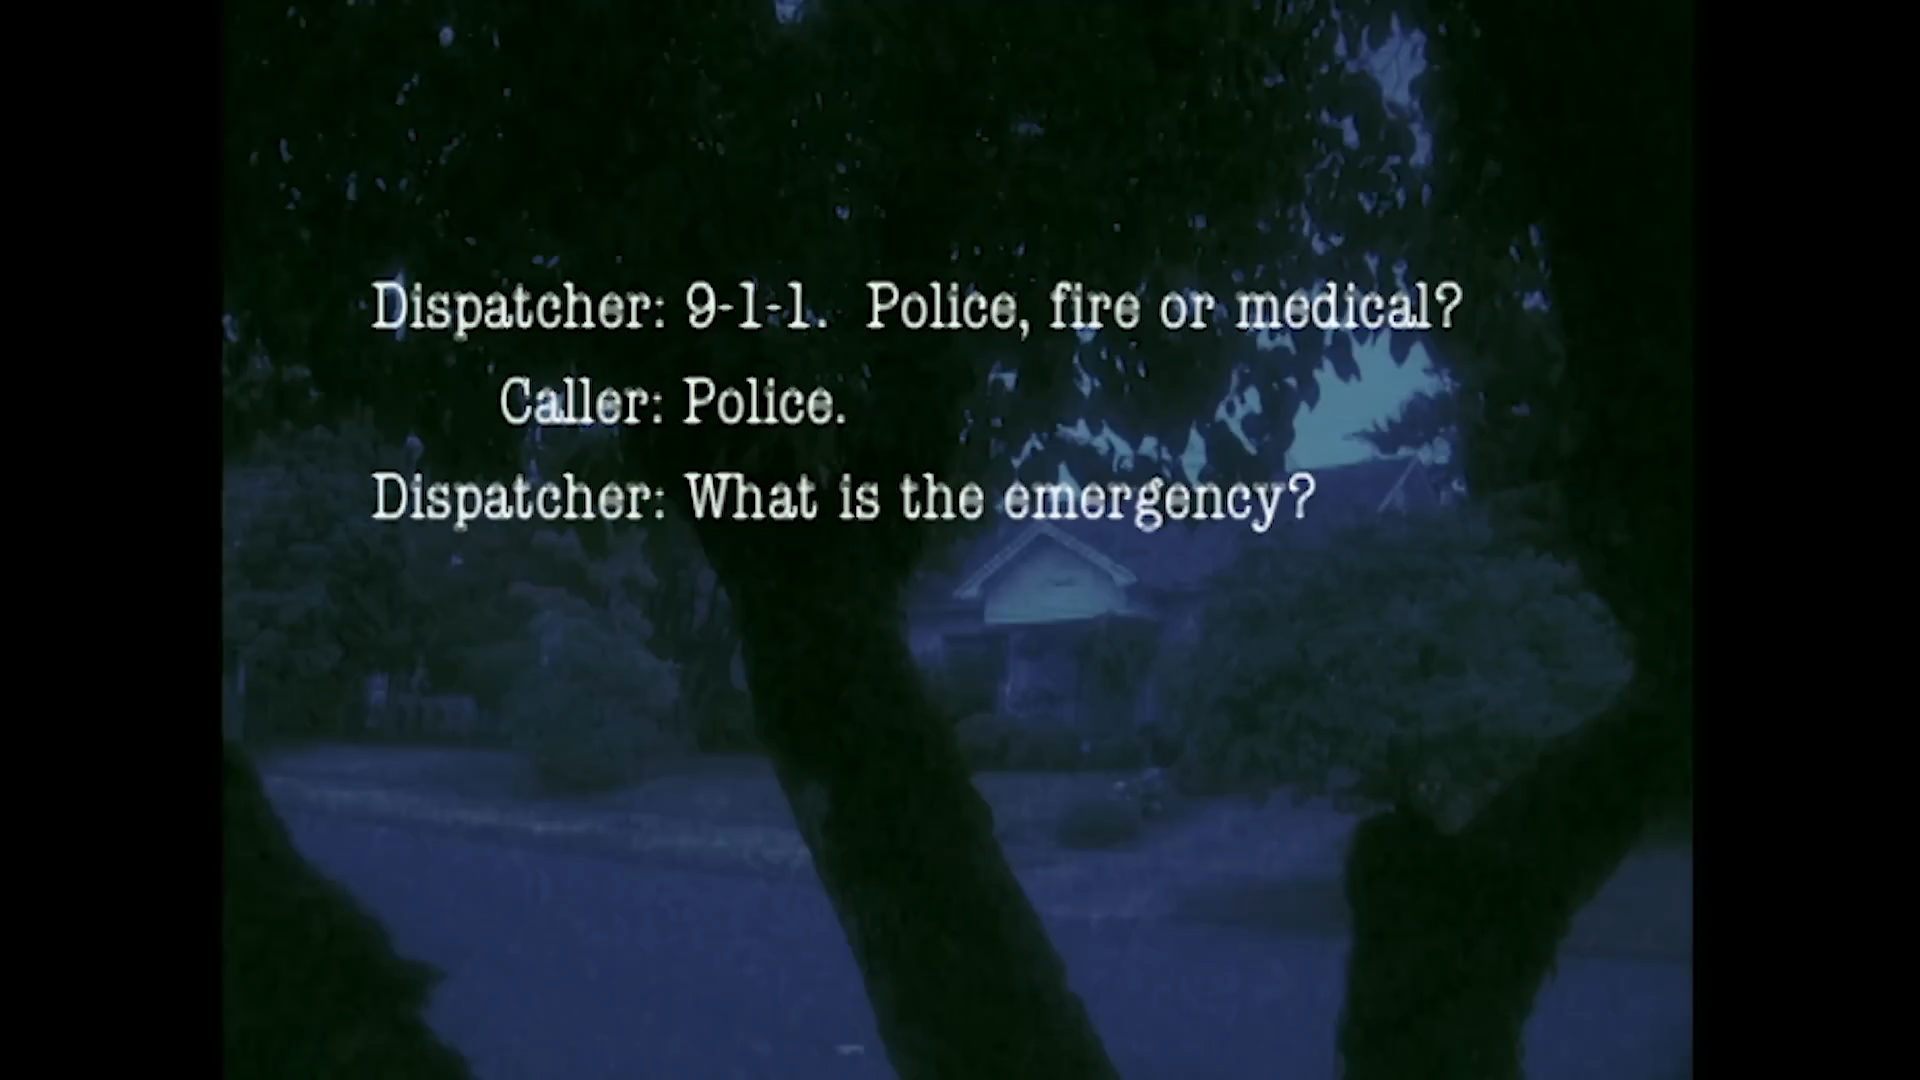 Dispatcher: 9-1-1.  Police, fire or medical?
Caller: Police.
Dispatcher: What is the emergency?